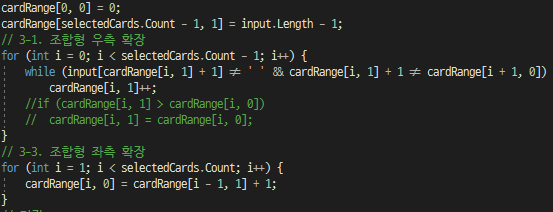 cardRange[0, 0] = 0;
cardRange[selectedCards.Count - 1, 1] = input.Length - 1;
// 3-1. 조합형 우측 확장
for (int i = 0; i < selectedCards.Count - 1; i++) {
while (input[cardRange[i, 1] + 1] ≠ ' ' && cardRange[i, 1] + 1 ≠ cardRange[i + 1, 0])
cardRange[i, 1]++;
//if (cardRange[i, 1] > cardRange[i, 0])
//  cardRange[i, 1] = cardRange[i, 0];
}
// 3-3. 조합형 좌측 확장
for (int i = 1; i < selectedCards.Count; i++) {
cardRange[i, 0] = cardRange[i - 1, 1] + 1;
}